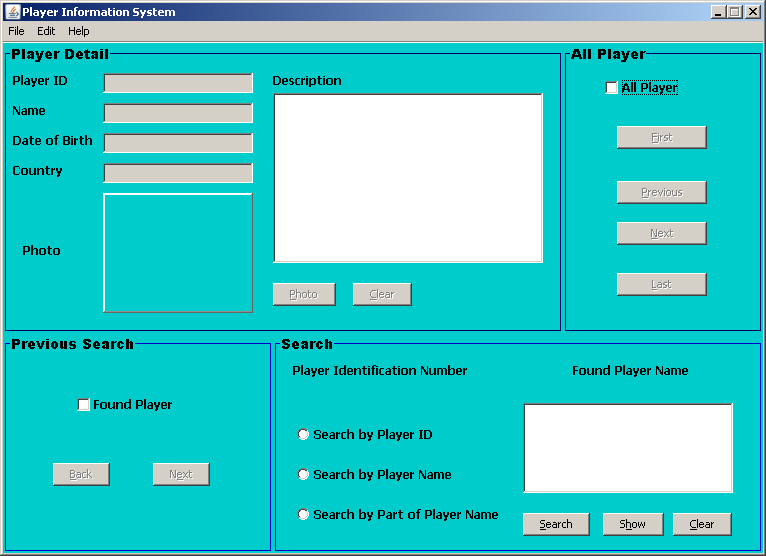 Player Information System
File Edit Help
Player Detail
Player ID
Name
Date of Birth
Country
Photo
Description
Photo Clear
All Player
All Player
First
Previous
Next
Last
Previous Search
Found Player
Back Next
Search
Player Identification Number
Search by Player ID
Search by Player Name
Search by Part of Player Name
Found Player Name
Search Show Clear